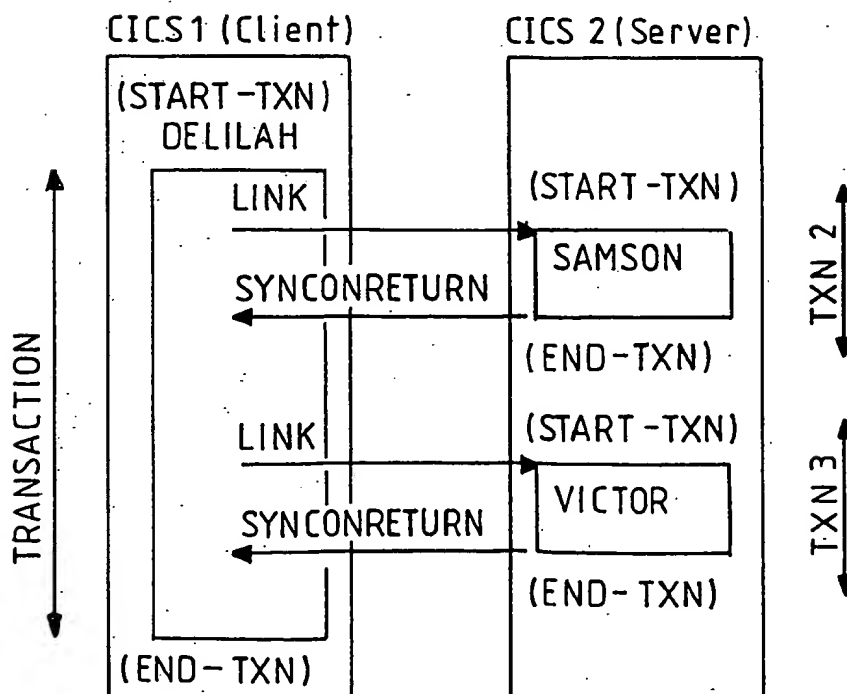 CICS1 (Client)
CICS 2 (Server)
(START-TXN)
DELILAH
LINK
(START-TXN)
SAMSON
SYNCONRETURN
(END-TXN)
TXN 2
TRANSACTION
LINK
(START-TXN)
VICTOR
SYNCONRETURN
(END-TXN)
TXN 3
(END-TXN)